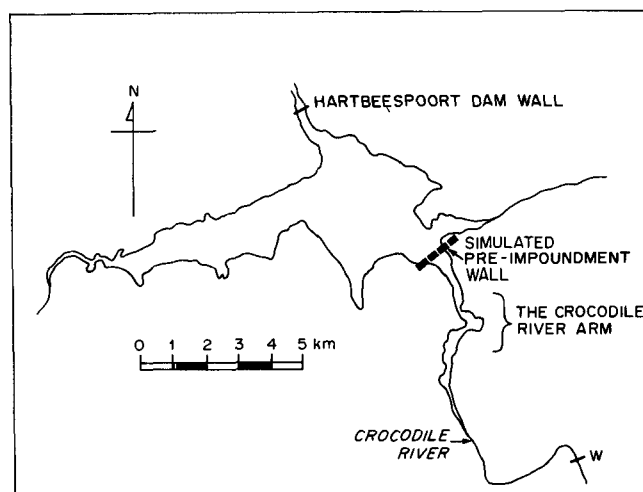 N
HARTBEESPOORT DAM WALL
SIMULATED
PRE-IMPOUNDMENT
WALL
THE CROCODILE
RIVER ARM
0 1 2 3 4 5 km
CROCODILE
RIVER
W